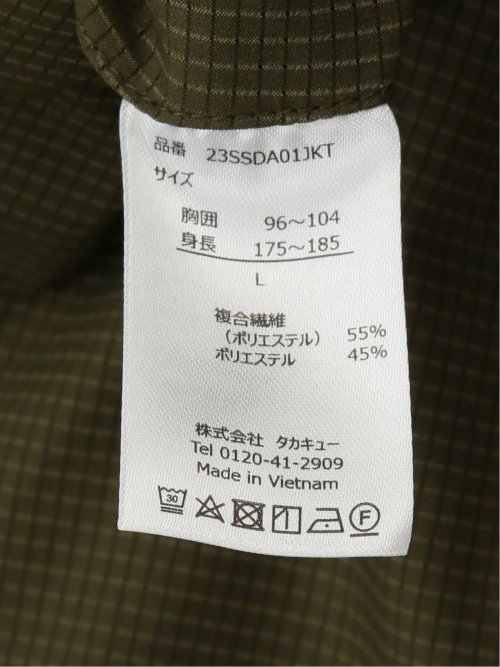 品番 23SSDA01JKT
サイズ
胸囲 96～104
身長 175～185
L
複合繊維
（ポリエステル） 55%
ポリエステル 45%
株式会社 タカキュー
Tel 0120-41-2909
Made in Vietnam
30 F